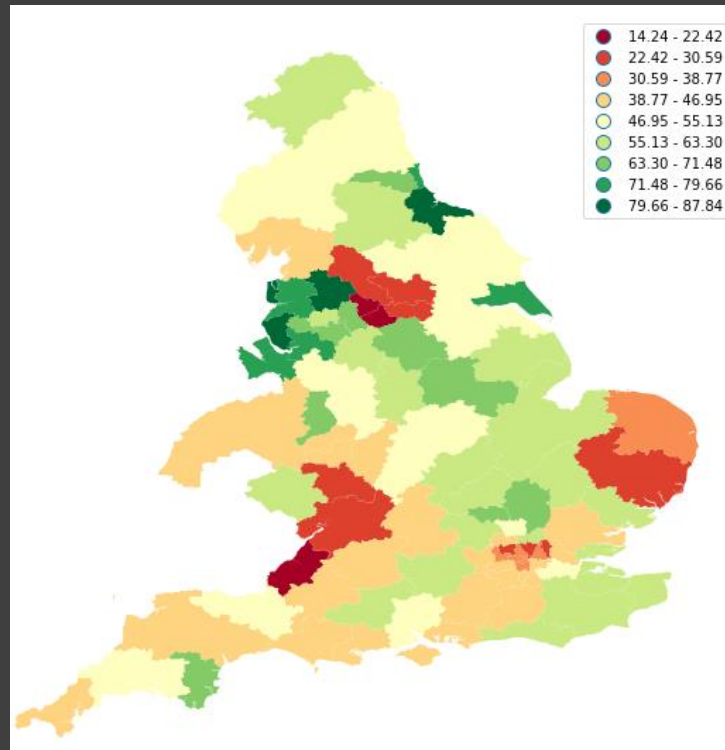 14.24 - 22.42
22.42 - 30.59
30.59 - 38.77
38.77 - 46.95
46.95 - 55.13
55.13 - 63.30
63.30 - 71.48
71.48 - 79.66
79.66 - 87.84